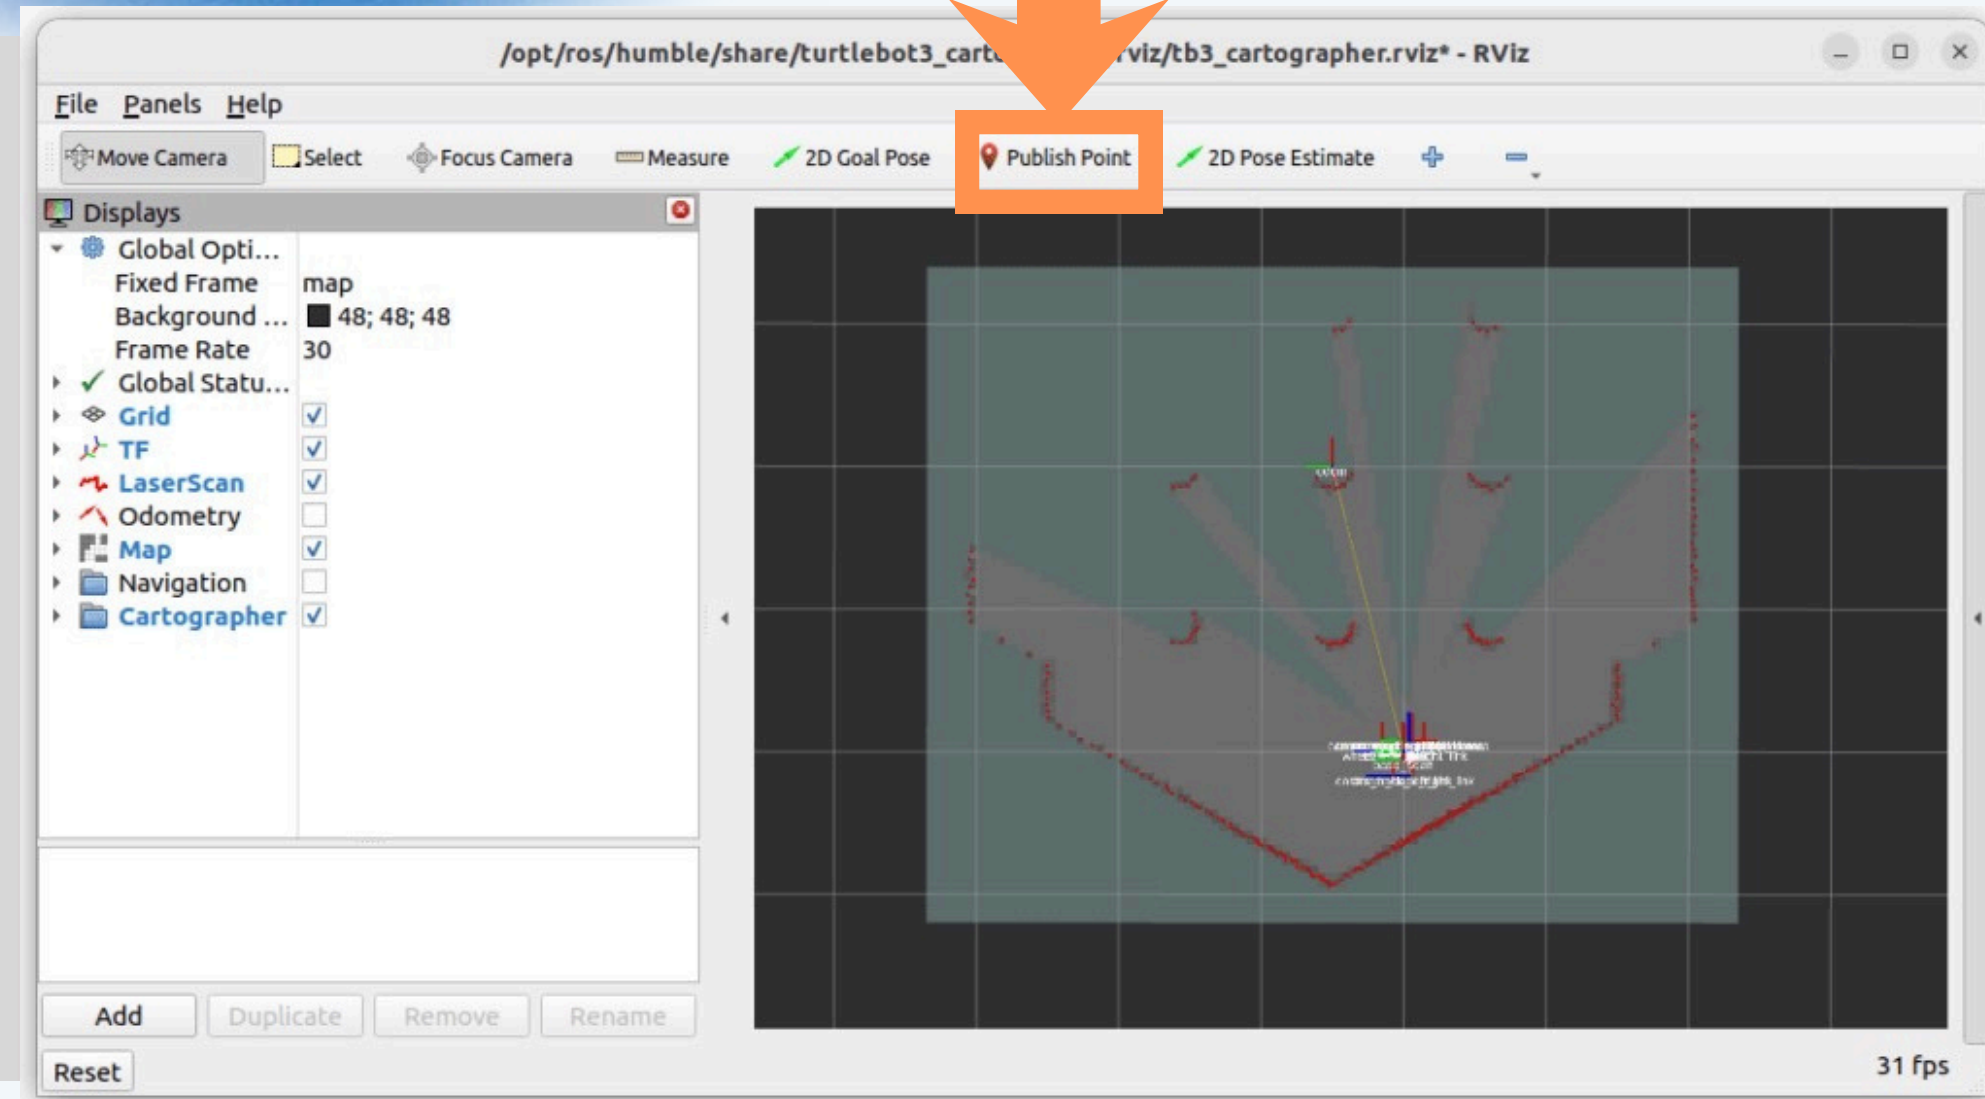 /opt/ros/humble/share/turtlebot3_carto rviz/tb3_cartographer.rviz* - RViz
File Panels Help
Move Camera Select Focus Camera Measure 2D Goal Pose Publish Point 2D Pose Estimate
Displays
Global Opti...
Fixed Frame map
Background ... 48; 48; 48
Frame Rate 30
Global Statu...
Grid
TF
LaserScan
Odometry
Map
Navigation
Cartographer
odom
Add Duplicate Remove Rename
Reset
31 fps